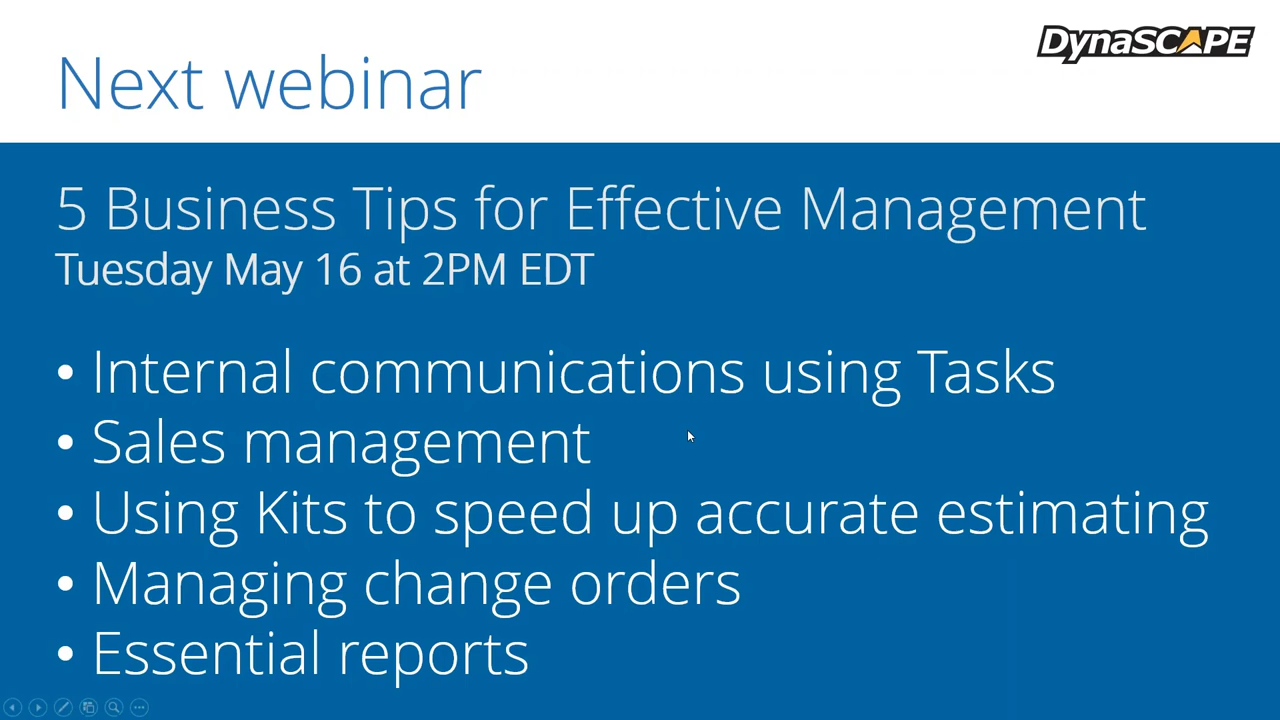 DynaSCAPE
Next webinar
5 Business Tips for Effective Management
Tuesday May 16 at 2PM EDT
• Internal communications using Tasks
• Sales management
• Using Kits to speed up accurate estimating
• Managing change orders
• Essential reports